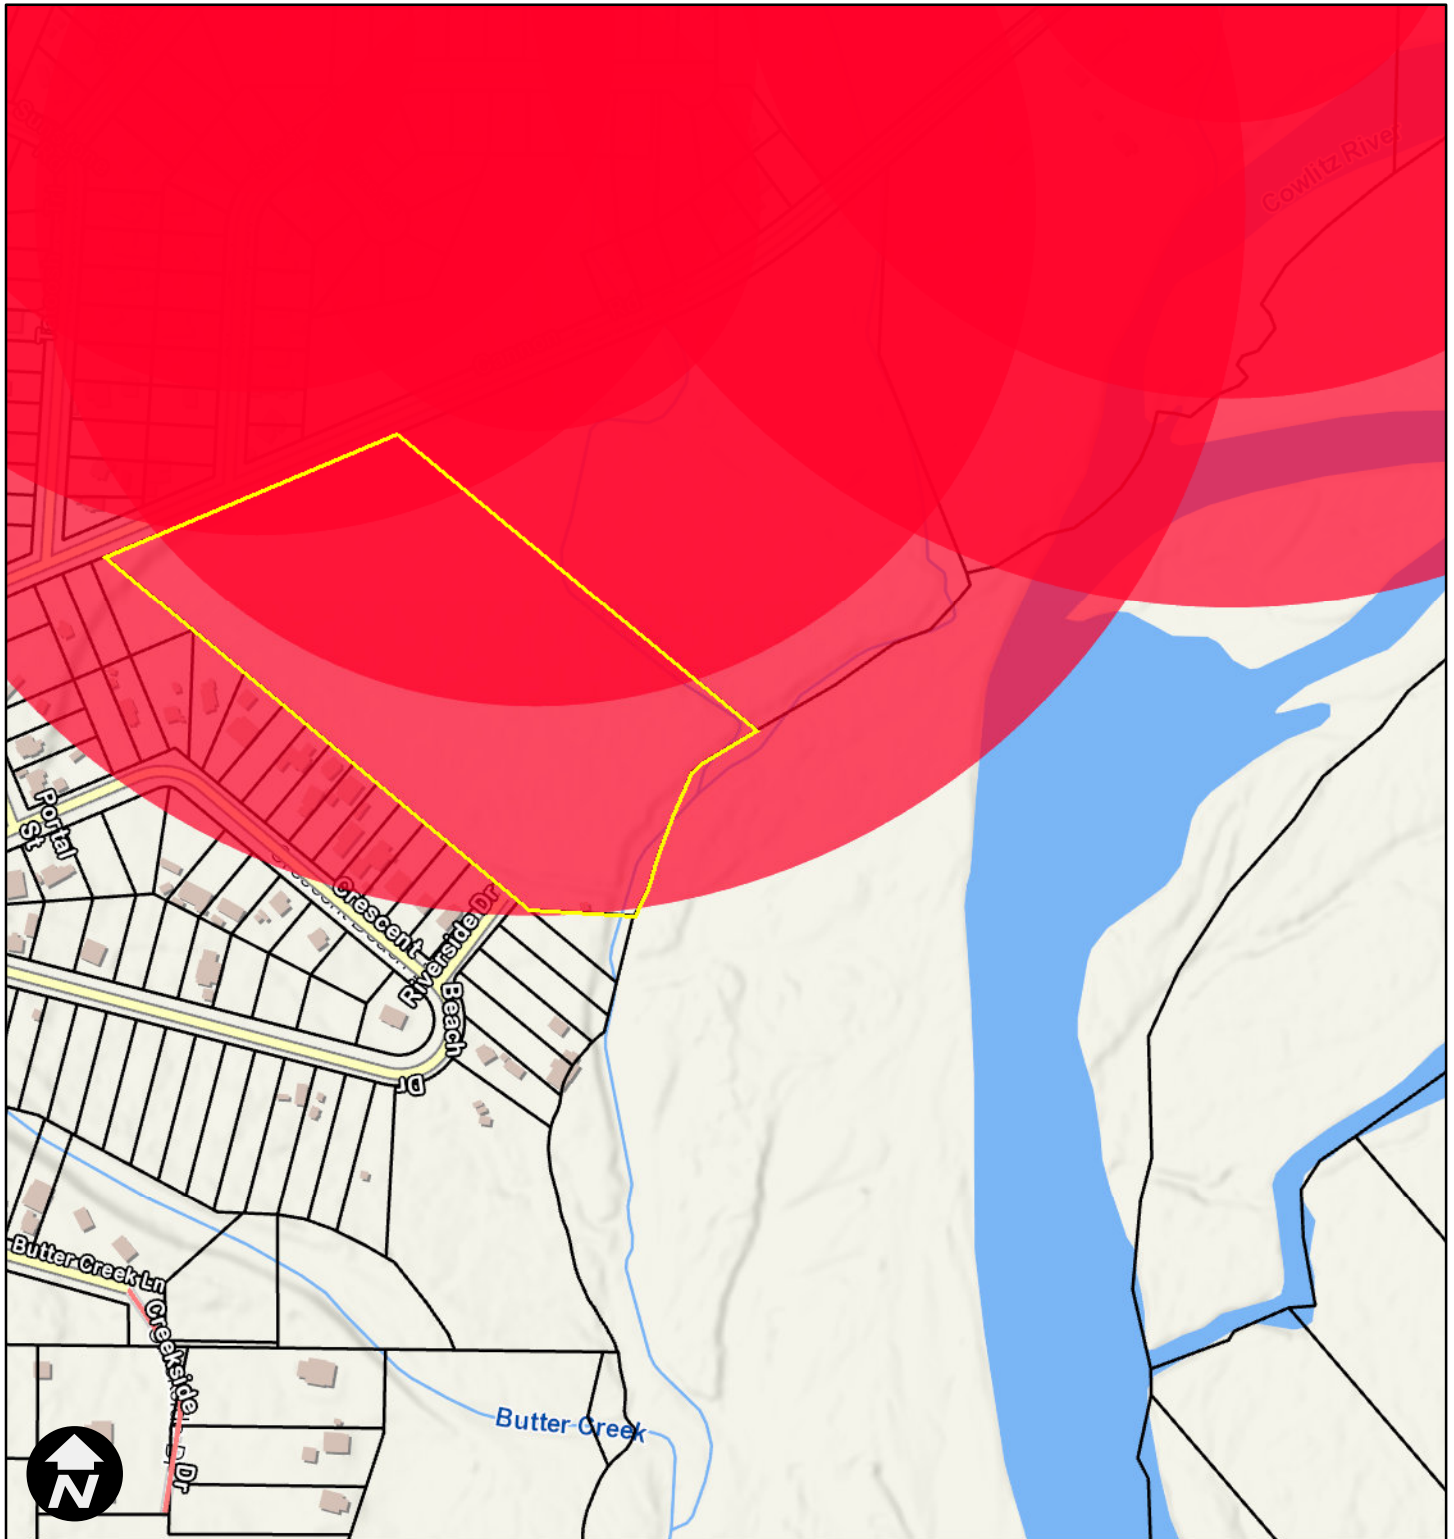 Cowlitz River
Portal
St
Crescent
Riverside Dr
Beach
Dr
Butter Creek Ln
Creekside
Dr
Butter Creek
N